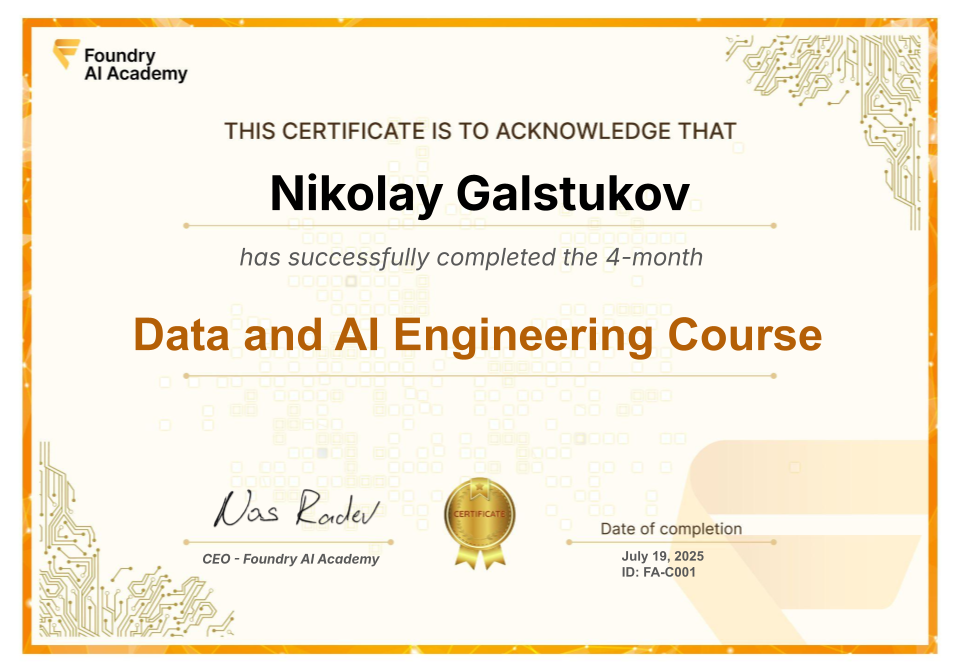 Foundry
AI Academy
THIS CERTIFICATE IS TO ACKNOWLEDGE THAT
Nikolay Galstukov
has successfully completed the 4-month
Data and AI Engineering Course
Nas Radev
CERTIFICATE
Date of completion
CEO - Foundry AI Academy
July 19, 2025
ID: FA-C001